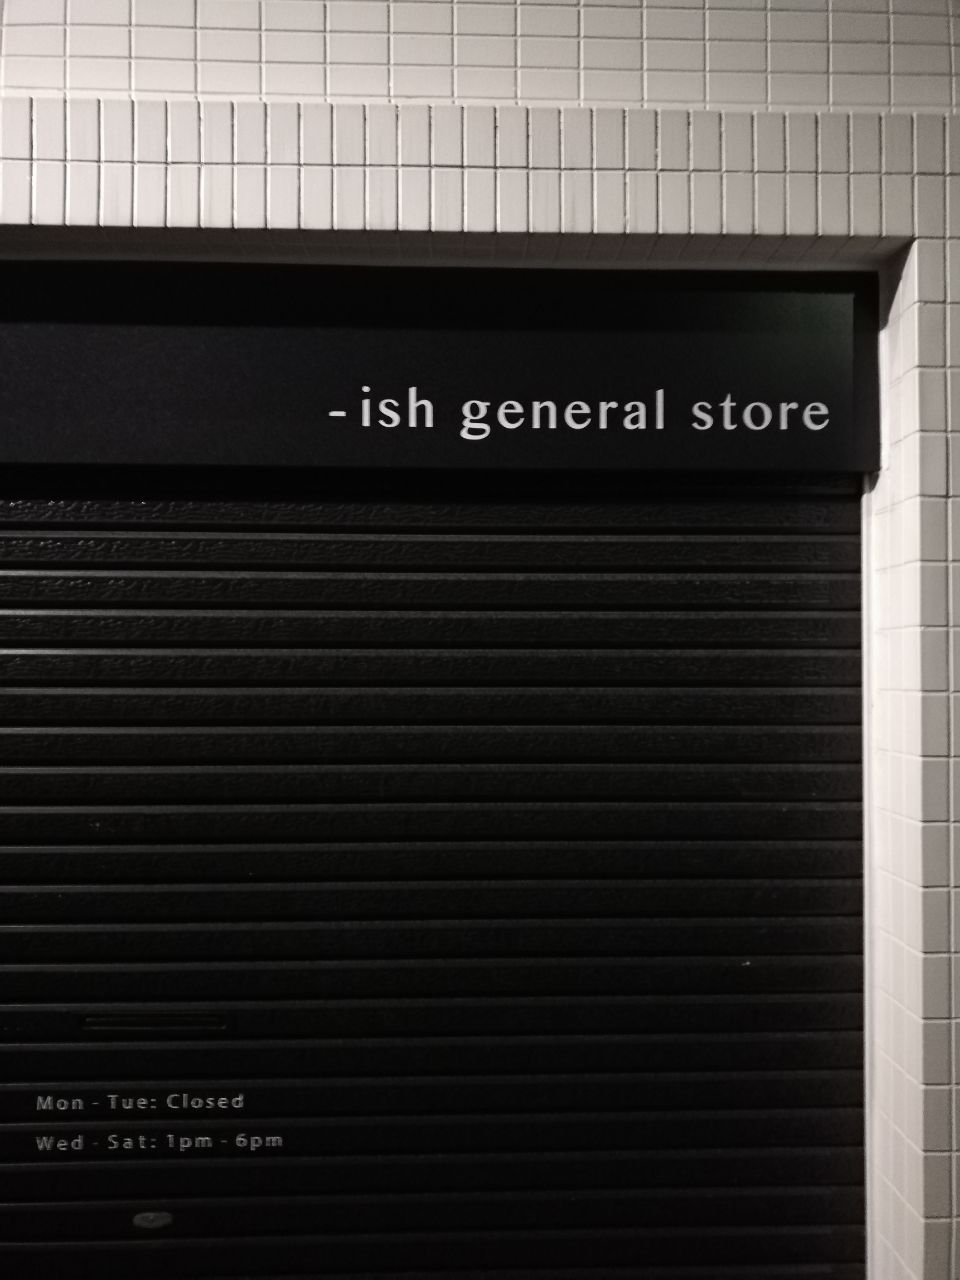 -ish general store
Mon - Tue: Closed
Wed - Sat: 1pm - 6pm